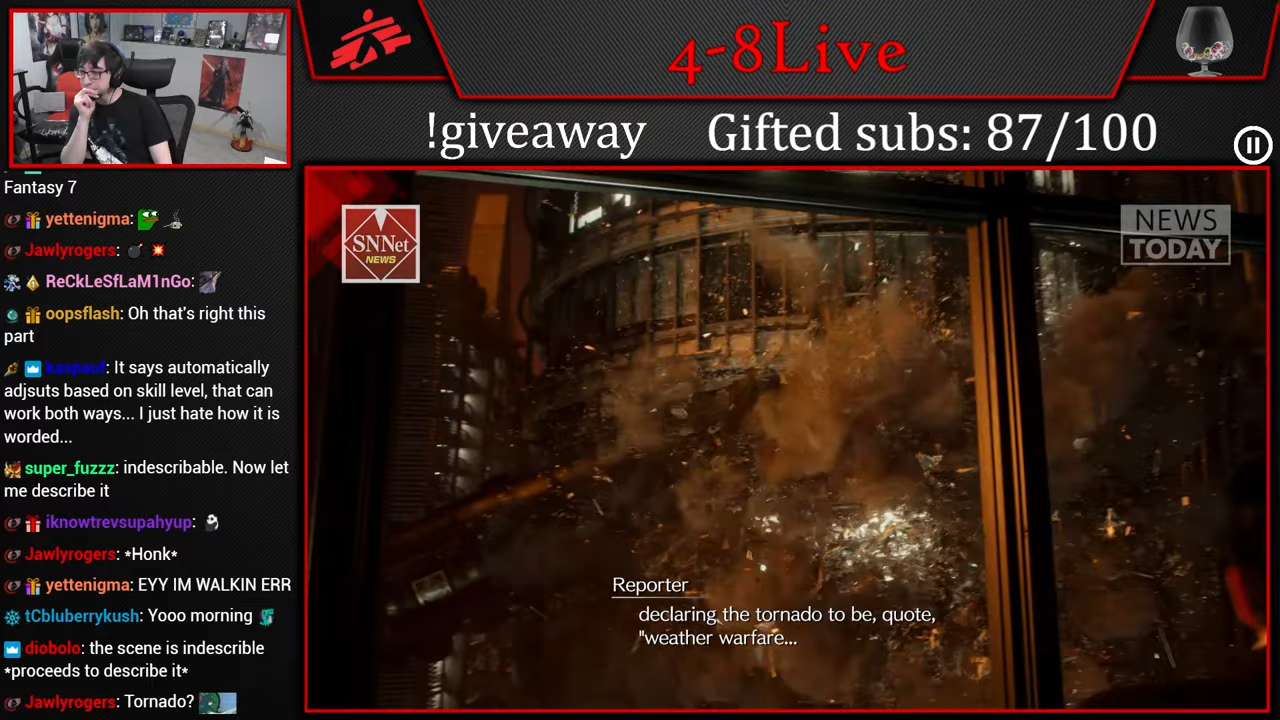 4-8Live
!giveaway
Gifted subs: 87/100
Fantasy 7
yettenigma:
Jawlyrogers:
ReCkLeSfLaM1nGo:
oopsflash: Oh that's right this
part
kaspauf: It says automatically
adjsuts based on skill level, that can
work both ways... I just hate how it is
worded...
super_fuzzz: indescribable. Now let
me describe it
iknowtrevsupahyup:
Jawlyrogers: *Honk*
yettenigma: EYY IM WALKIN ERR
tCbluberrykush: Yooo morning
diobolo: the scene is indescrible
*proceeds to describe it*
Jawlyrogers: Tornado?
SNNet
NEWS
NEWS
TODAY
Reporter
declaring the tornado to be, quote,
"weather warfare...